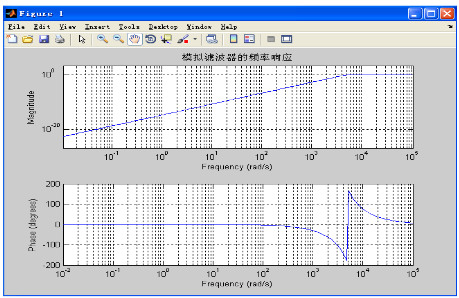 Figure 1
File Edit View Insert Tools Desktop Window Help
模拟滤波器的频率响应
Magnitude
10^0
10^-20
10^-1 10^0 10^1 10^2 10^3 10^4 10^5
Frequency (rad/s)
Phase (degrees)
200
100
0
-100
-200
10^-2 10^-1 10^0 10^1 10^2 10^3 10^4 10^5
Frequency (rad/s)